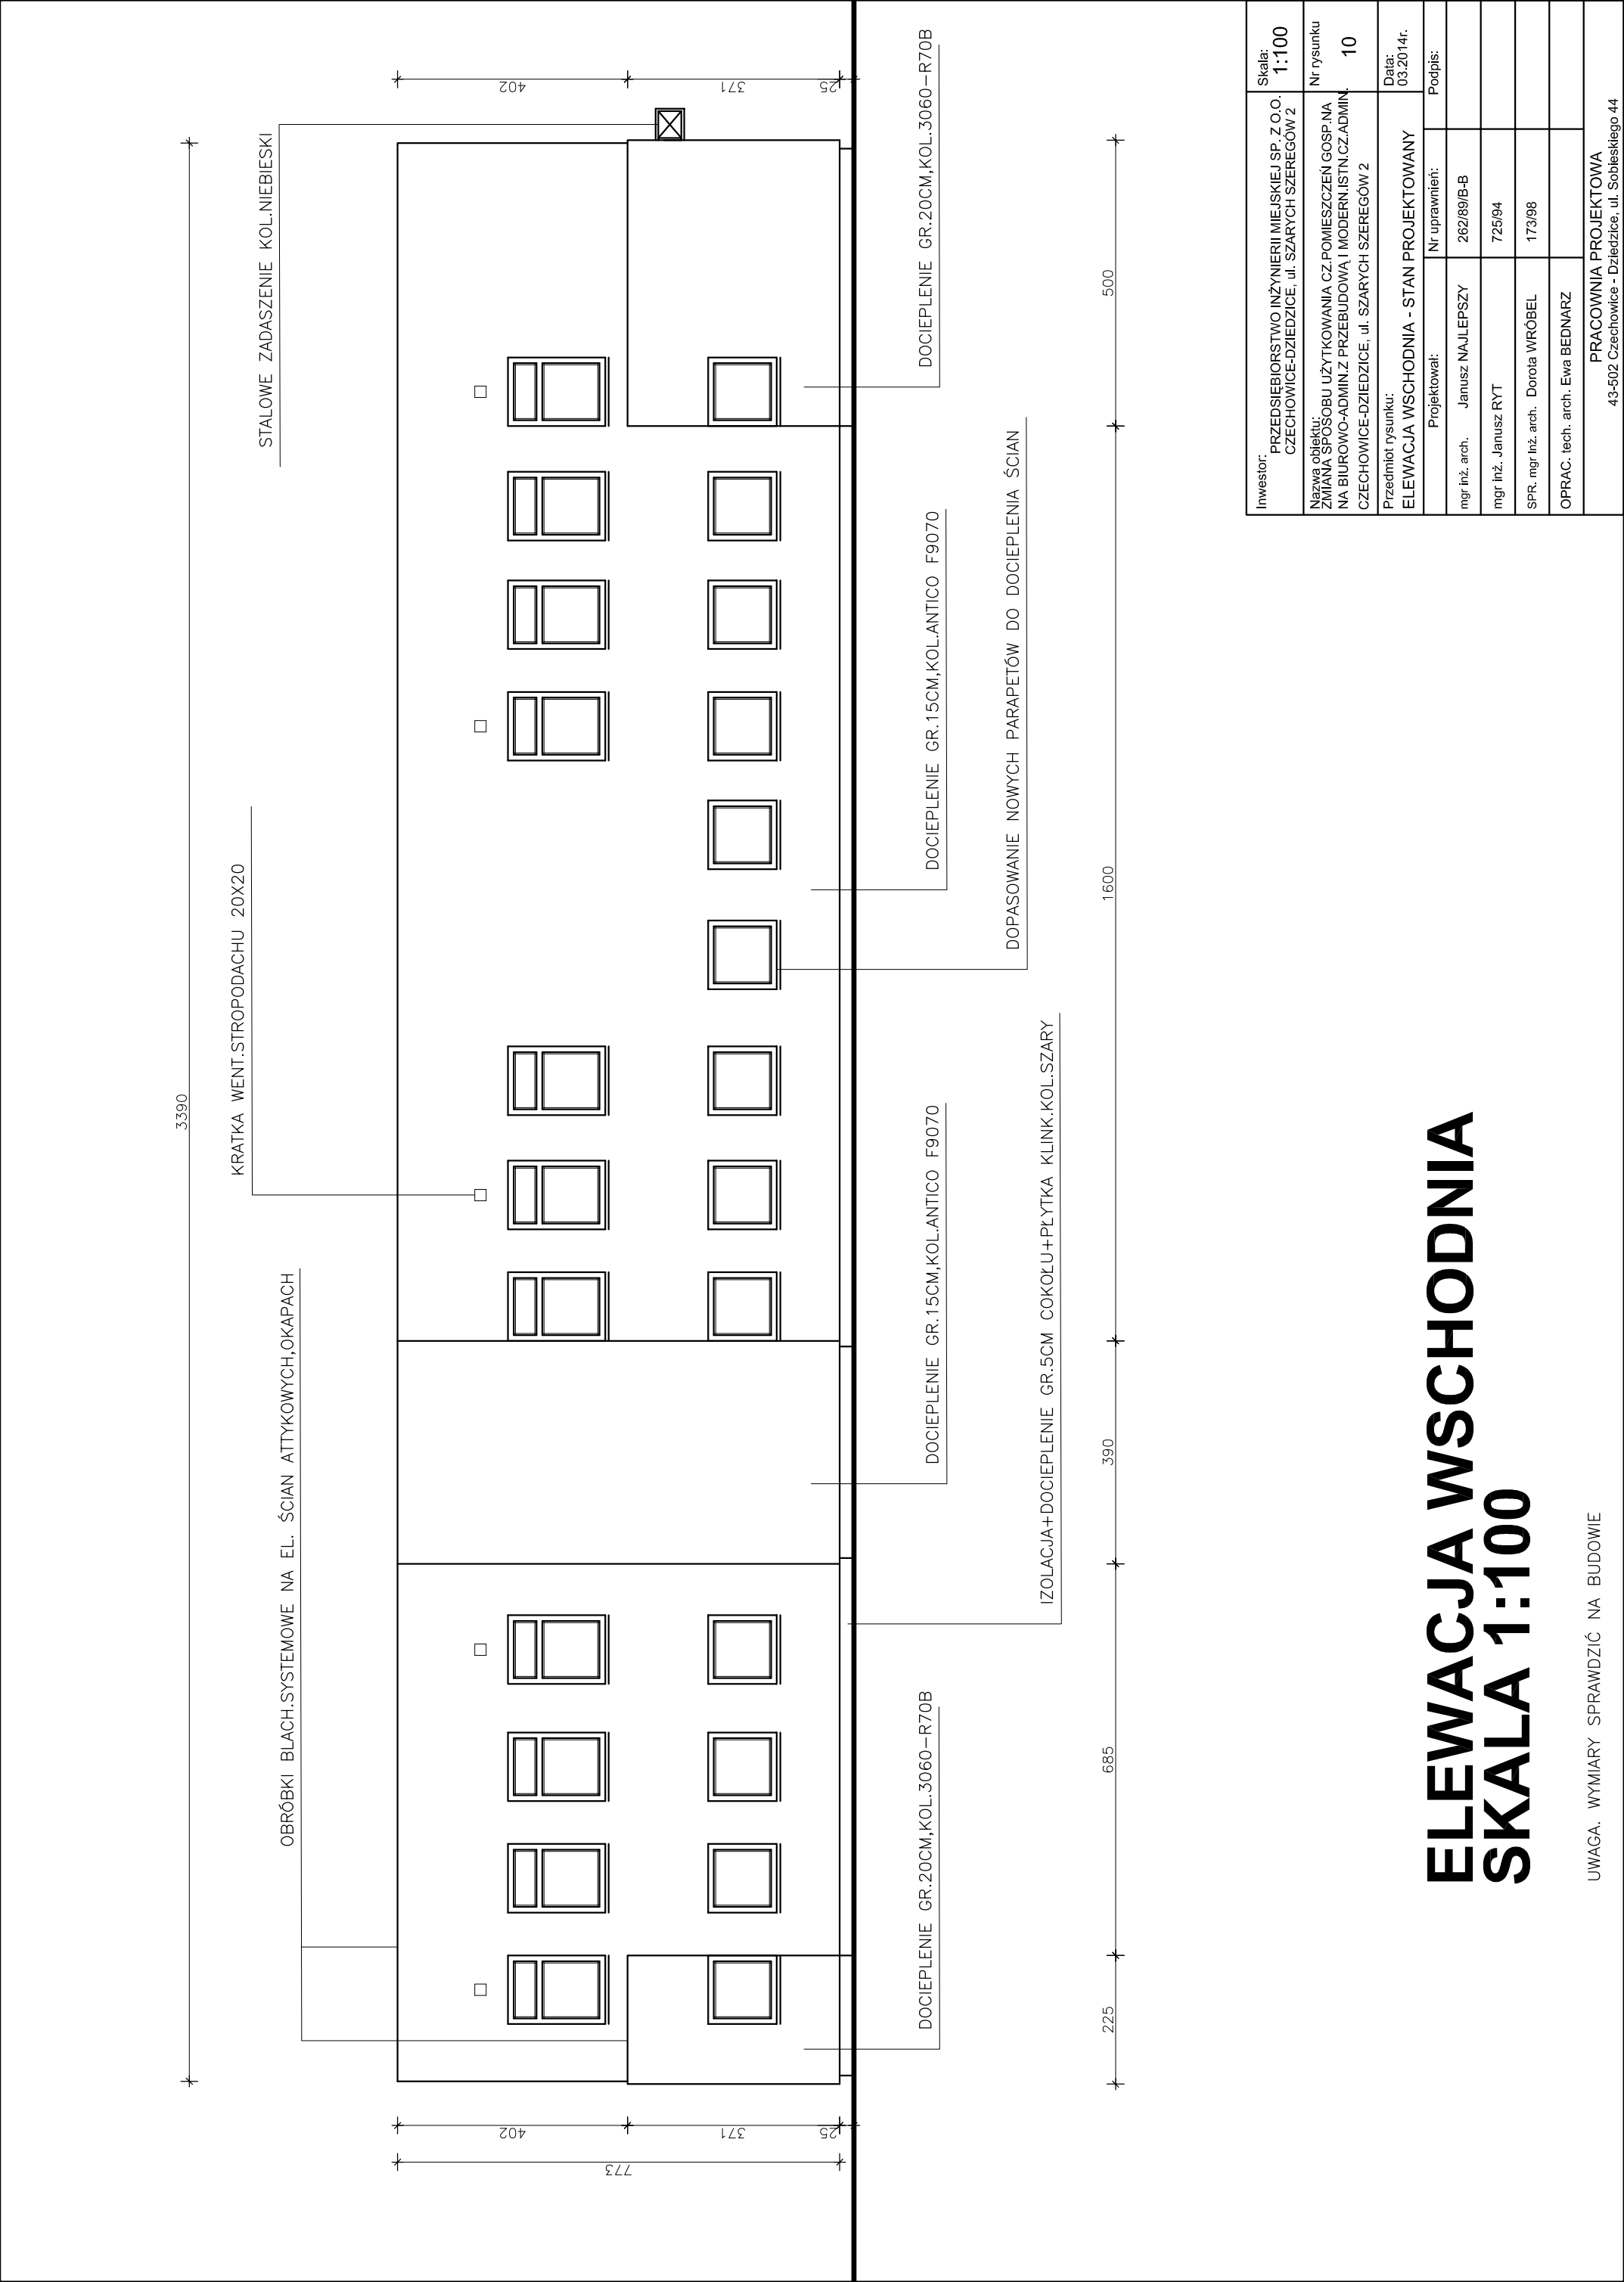 3390
STALOWE ZADASZENIE KOL.NIEBIESKI
KRATKA WENT.STROPODACHU 20X20
OBRÓBKI BLACH.SYSTEMOWE NA EL. ŚCIAN ATTYKOWYCH,OKAPACH
402
371
25
773
402
371
25
DOCIEPLENIE GR.20CM,KOL.3060-R70B
DOCIEPLENIE GR.15CM,KOL.ANTICO F9070
DOCIEPLENIE GR.15CM,KOL.ANTICO F9070
DOCIEPLENIE GR.20CM,KOL.3060-R70B
DOPASOWANIE NOWYCH PARAPETÓW DO DOCIEPLENIA ŚCIAN
IZOLACJA+DOCIEPLENIE GR.5CM COKOŁU+PŁYTKA KLINK.KOL.SZARY
225
685
390
1600
500
ELEWACJA WSCHODNIA
SKALA 1:100
UWAGA. WYMIARY SPRAWDZIĆ NA BUDOWIE
Inwestor:
PRZEDSIĘBIORSTWO INŻYNIERII MIEJSKIEJ SP. Z O.O.
CZECHOWICE-DZIEDZICE, ul. SZARYCH SZEREGÓW 2
Skala:
1:100
Nazwa obiektu:
ZMIANA SPOSOBU UŻYTKOWANIA CZ.POMIESZCZEŃ GOSP.NA
NA BIUROWO-ADMIN.Z PRZEBUDOWĄ I MODERN.ISTN.CZ.ADMIN.
CZECHOWICE-DZIEDZICE, ul. SZARYCH SZEREGÓW 2
Nr rysunku
10
Przedmiot rysunku:
ELEWACJA WSCHODNIA - STAN PROJEKTOWANY
Data:
03.2014r.
Projektował: Nr uprawnień: Podpis:
mgr inż. arch. Janusz NAJLEPSZY 262/89/B-B
mgr inż. Janusz RYT 725/94
SPR. mgr Inż. arch. Dorota WRÓBEL 173/98
OPRAC. tech. arch. Ewa BEDNARZ
PRACOWNIA PROJEKTOWA
43-502 Czechowice - Dziedzice, ul. Sobieskiego 44